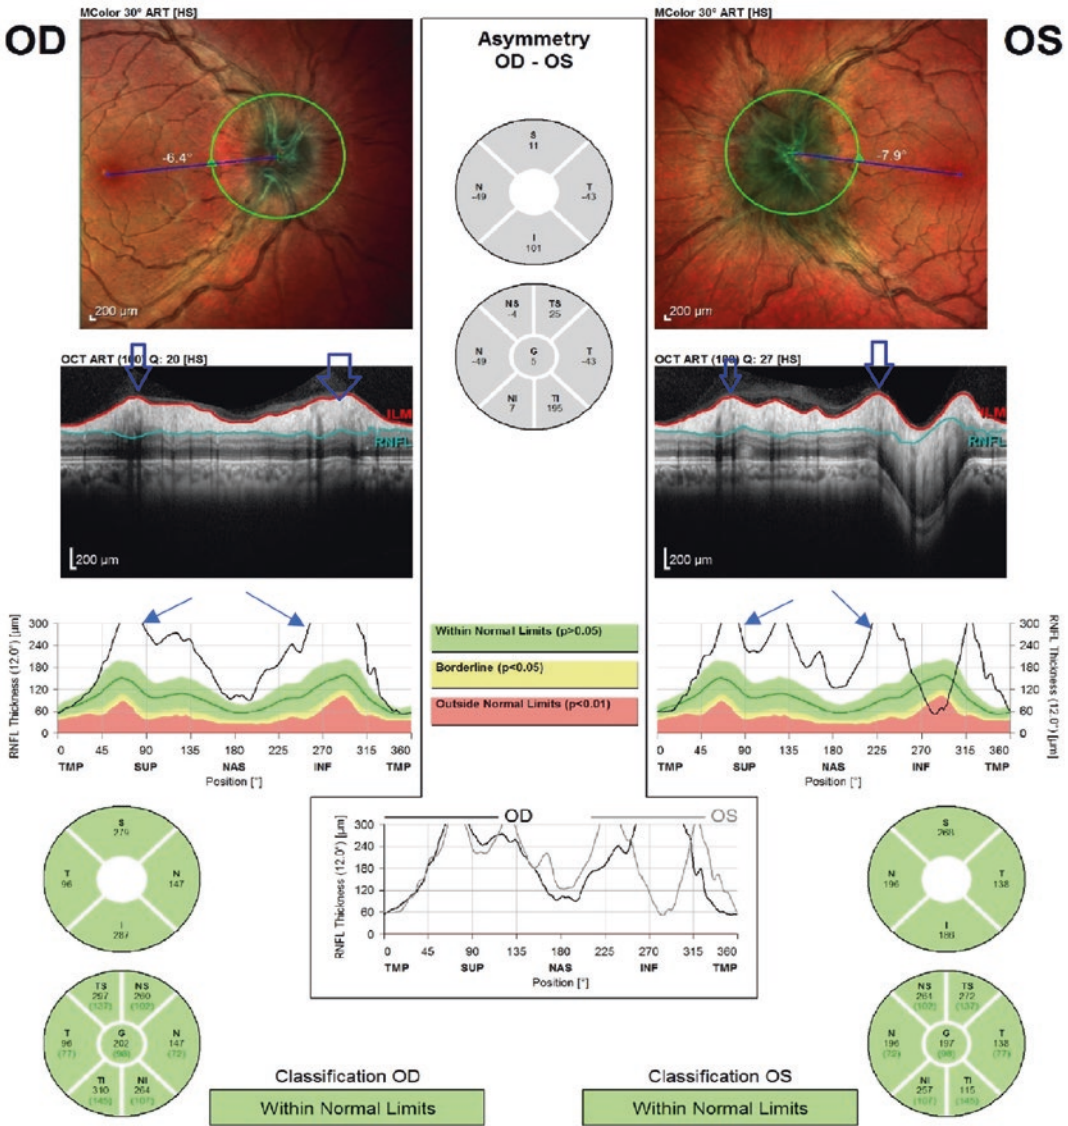 OD
MColor 30° ART [HS]
-6.4°
200 µm
Asymmetry
OD - OS
S
11
N
-49
T
-43
I
101
NS
-4
TS
25
N
-49
G
5
T
-43
NI
7
TI
195
MColor 30° ART [HS]
OS
-7.9°
200 µm
OCT ART (100) Q: 20 [HS]
ILM
RNFL
200 µm
OCT ART (100) Q: 27 [HS]
ILM
RNFL
200 µm
RNFL Thickness (12.0°) [µm]
300
240
180
120
60
0
0 45 90 135 180 225 270 315 360
TMP SUP NAS INF TMP
Position [°]
Within Normal Limits (p>0.05)
Borderline (p<0.05)
Outside Normal Limits (p<0.01)
300
240
180
120
60
0
RNFL Thickness (12.0°) [µm]
0 45 90 135 180 225 270 315 360
TMP SUP NAS INF TMP
Position [°]
OD OS
RNFL Thickness (12.0°) [µm]
300
240
180
120
60
0
0 45 90 135 180 225 270 315 360
TMP SUP NAS INF TMP
Position [°]
S
279
T
96
N
147
I
287
S
268
N
196
T
138
I
186
TS
297
(137)
NS
260
(102)
T
96
(77)
G
202
(98)
N
147
(72)
TI
310
(145)
NI
264
(107)
Classification OD
Within Normal Limits
Classification OS
Within Normal Limits
NS
264
(102)
TS
272
(137)
N
196
(72)
G
197
(98)
T
138
(77)
NI
257
(107)
TI
115
(145)